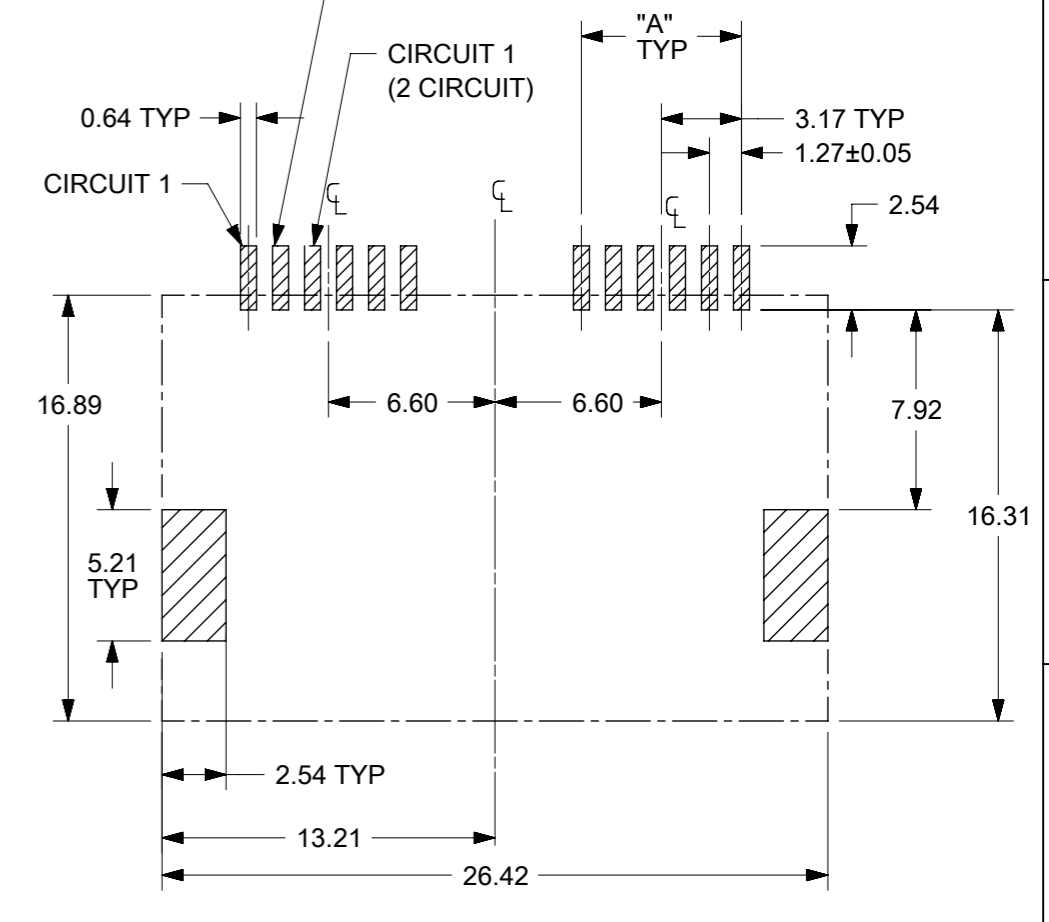 "A"
TYP
CIRCUIT 1
(2 CIRCUIT)
0.64 TYP
3.17 TYP
1.27±0.05
CIRCUIT 1
℄
℄
℄
2.54
16.89
6.60
6.60
7.92
16.31
5.21
TYP
2.54 TYP
13.21
26.42